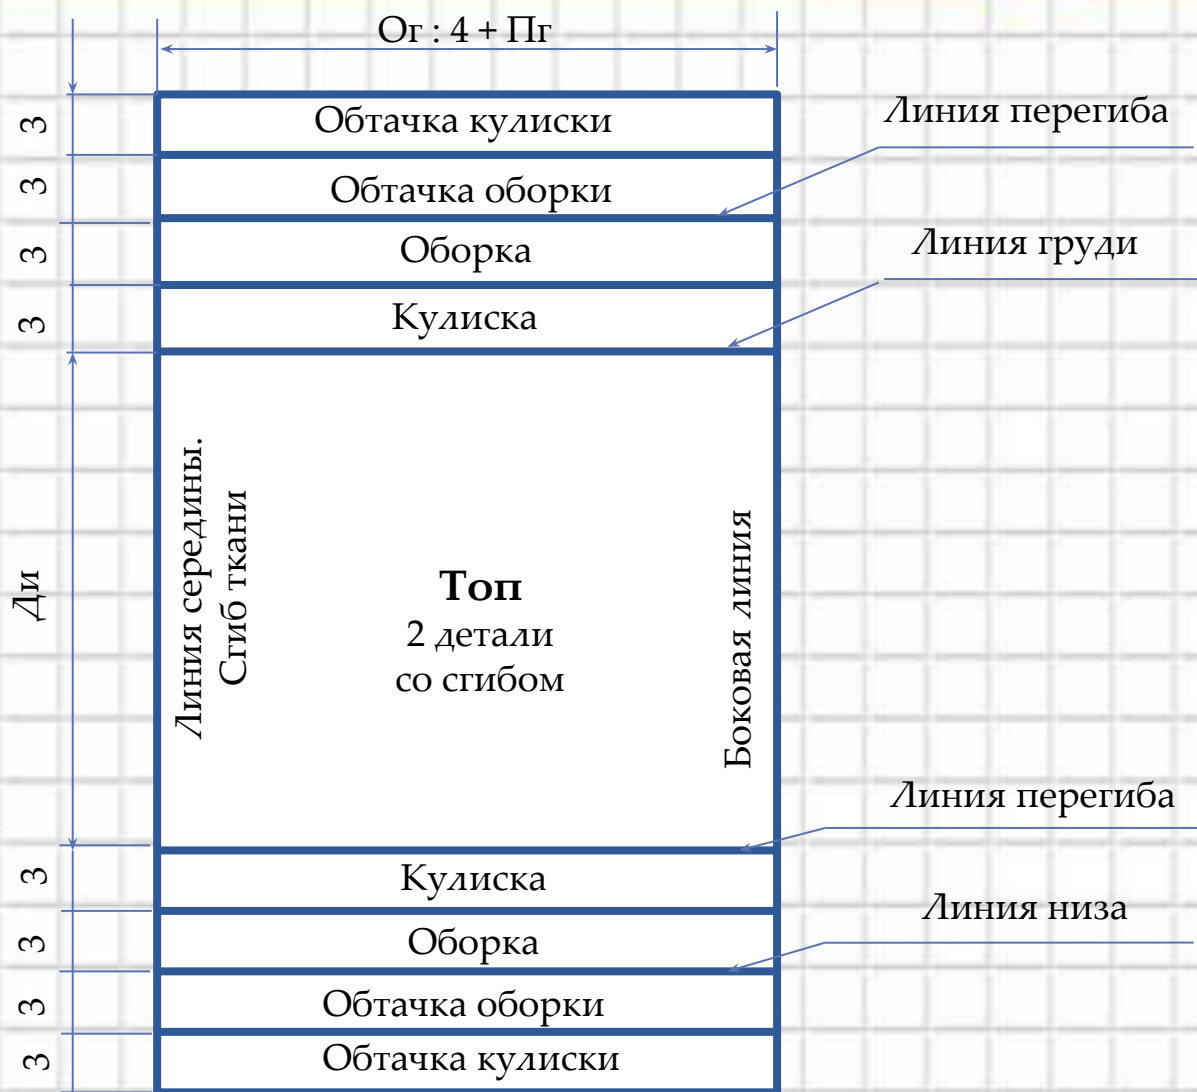 Ог : 4 + Пг
3
Обтачка кулиски
Линия перегиба
3
Обтачка оборки
3
Оборка
Линия груди
3
Кулиска
Ди
Линия середины.
Сгиб ткани
Топ
2 детали
со сгибом
Боковая линия
Линия перегиба
3
Кулиска
Линия низа
3
Оборка
3
Обтачка оборки
3
Обтачка кулиски